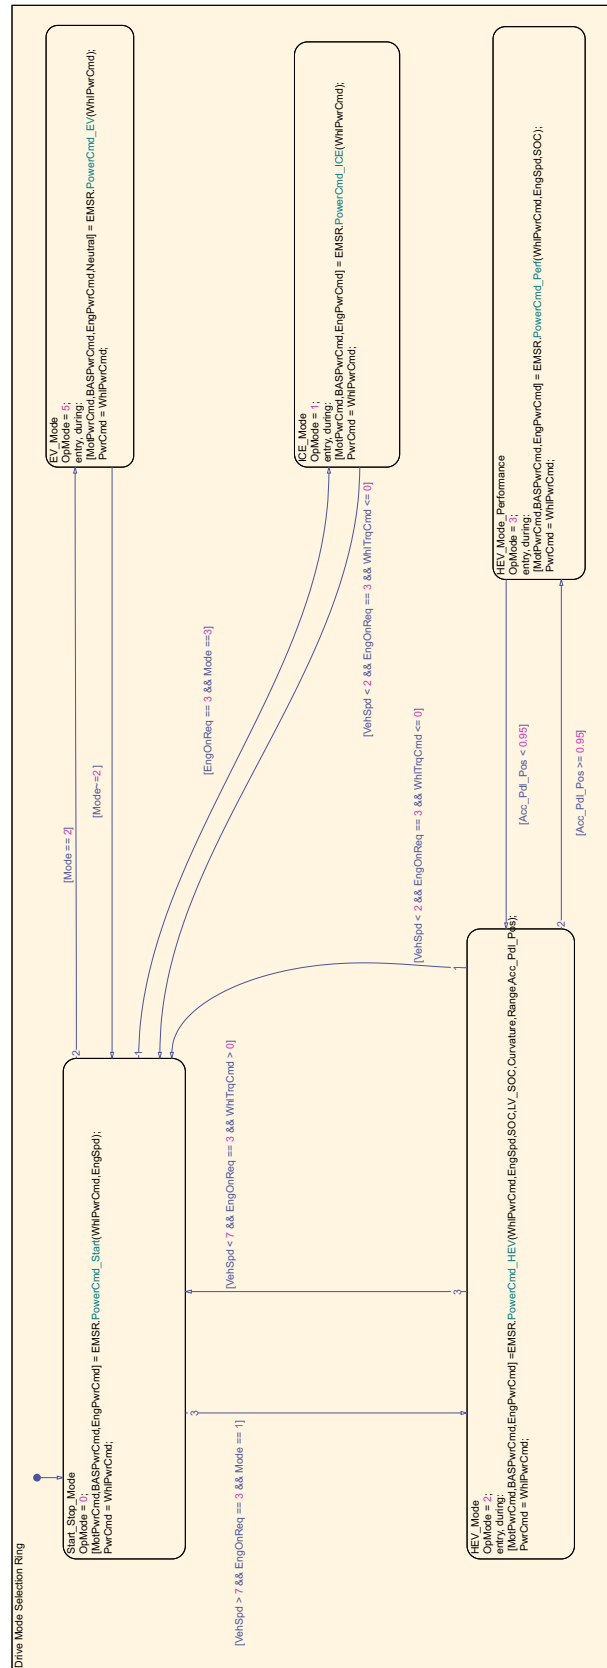 Drive Mode Selection Ring
Start_Stop_Mode
OpMode = 0;
[MotPwrCmd,BASPwrCmd,EngPwrCmd] = EMSR.PowerCmd_Start(WhlPwrCmd,EngSpd);
PwrCmd = WhlPwrCmd;
2
1
3
[Mode == 2]
[Mode~=2]
EV_Mode
OpMode = 5;
entry, during:
[MotPwrCmd,BASPwrCmd,EngPwrCmd,Neutral] = EMSR.PowerCmd_EV(WhlPwrCmd);
PwrCmd = WhlPwrCmd;
[EngOnReq == 3 && Mode ==3]
[VehSpd < 2 && EngOnReq == 3 && WhlTrqCmd <= 0]
ICE_Mode
OpMode = 1;
entry, during:
[MotPwrCmd,BASPwrCmd,EngPwrCmd] = EMSR.PowerCmd_ICE(WhlPwrCmd);
PwrCmd = WhlPwrCmd;
[VehSpd > 7 && EngOnReq == 3 && Mode == 1]
[VehSpd < 7 && EngOnReq == 3 && WhlTrqCmd > 0]
[VehSpd < 2 && EngOnReq == 3 && WhlTrqCmd <= 0]
3
1
HEV_Mode
OpMode = 2;
entry, during:
[MotPwrCmd,BASPwrCmd,EngPwrCmd] =EMSR.PowerCmd_HEV(WhlPwrCmd,EngSpd,SOC,LV_SOC,Curvature,Range,Acc_Pdl_Pos);
PwrCmd = WhlPwrCmd;
2
[Acc_Pdl_Pos < 0.95]
[Acc_Pdl_Pos >= 0.95]
HEV_Mode_Performance
OpMode = 3;
entry, during:
[MotPwrCmd,BASPwrCmd,EngPwrCmd] = EMSR.PowerCmd_Perf(WhlPwrCmd,EngSpd,SOC);
PwrCmd = WhlPwrCmd;